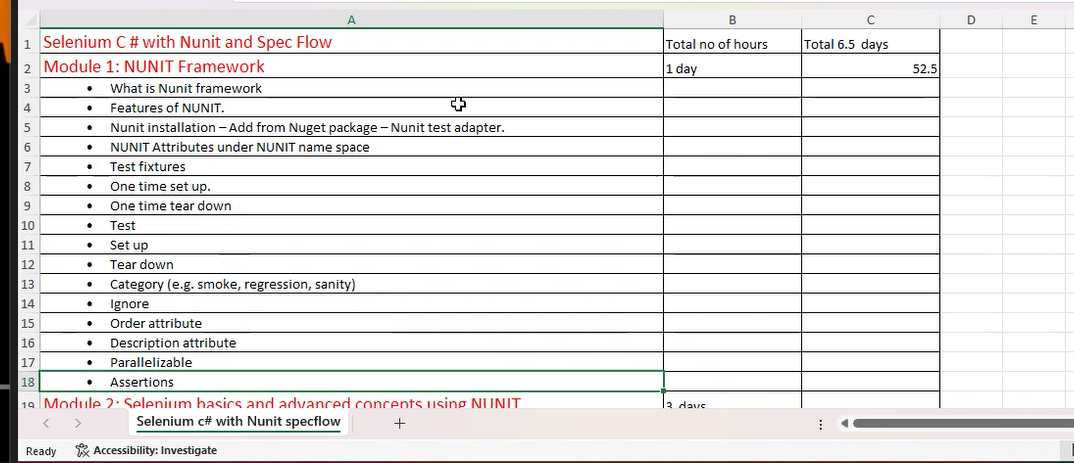 A B C D E
1 Selenium C # with Nunit and Spec Flow Total no of hours Total 6.5 days
2 Module 1: NUNIT Framework 1 day 52.5
3 • What is Nunit framework
4 • Features of NUNIT.
5 • Nunit installation – Add from Nuget package – Nunit test adapter.
6 • NUNIT Attributes under NUNIT name space
7 • Test fixtures
8 • One time set up.
9 • One time tear down
10 • Test
11 • Set up
12 • Tear down
13 • Category (e.g. smoke, regression, sanity)
14 • Ignore
15 • Order attribute
16 • Description attribute
17 • Parallelizable
18 • Assertions
19 Module 2: Selenium basics and advanced concepts using NUNIT 3 days
Selenium c# with Nunit specflow
Ready Accessibility: Investigate